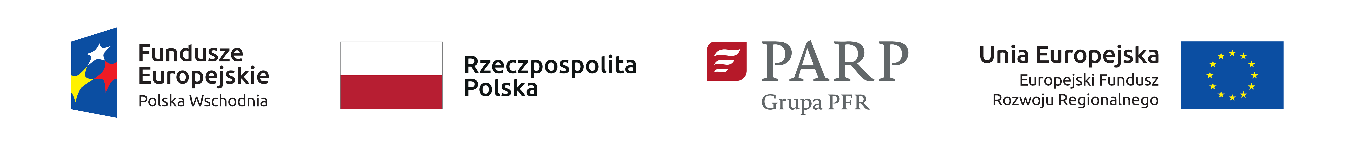 Fundusze
Europejskie
Polska Wschodnia
Rzeczpospolita
Polska
PARP
Grupa PFR
Unia Europejska
Europejski Fundusz
Rozwoju Regionalnego